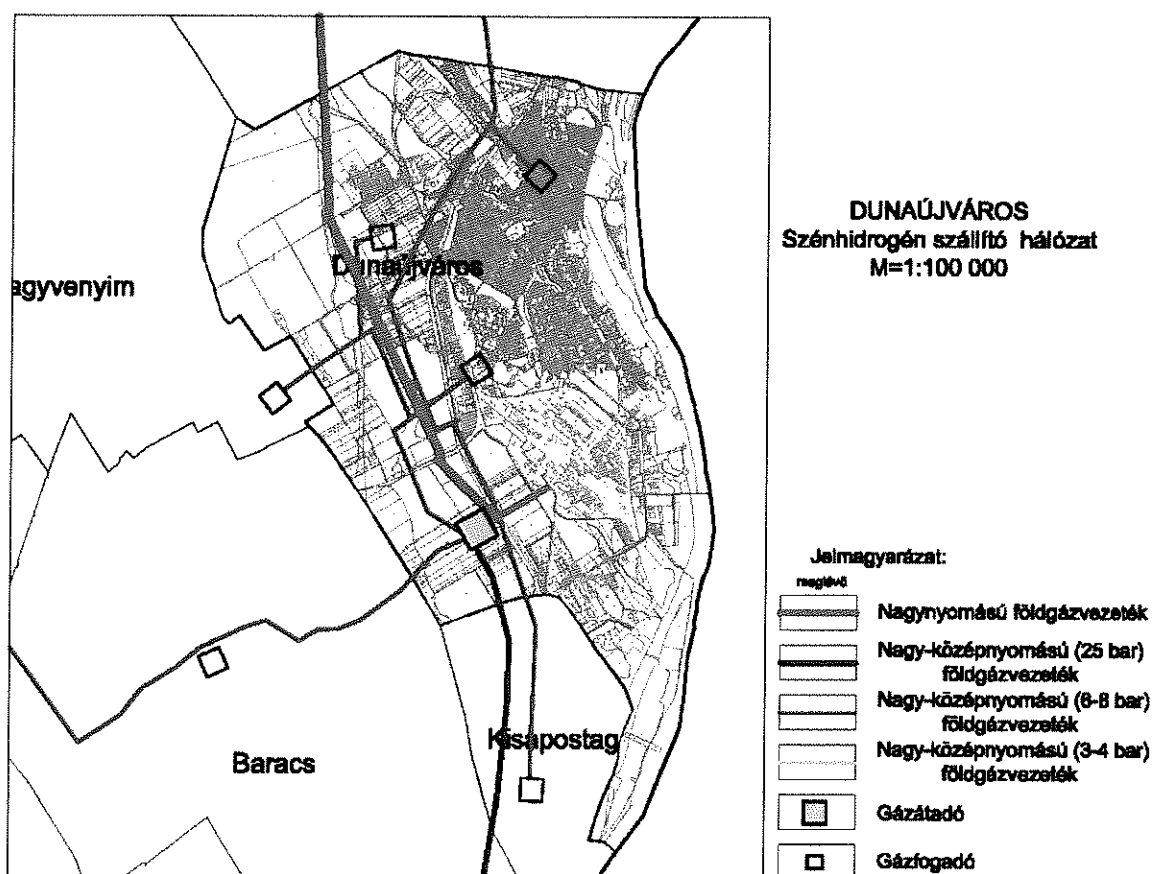 DUNAÚJVÁROS
Szénhidrogén szállító hálózat
M=1:100 000
Dunaújváros
agyvenyim
Baracs
Kisapostag
Jelmagyarázat:
meglévő
Nagynyomású földgázvezeték
Nagy-középnyomású (25 bar)
földgázvezeték
Nagy-középnyomású (6-8 bar)
földgázvezeték
Nagy-középnyomású (3-4 bar)
földgázvezeték
Gázátadó
Gázfogadó